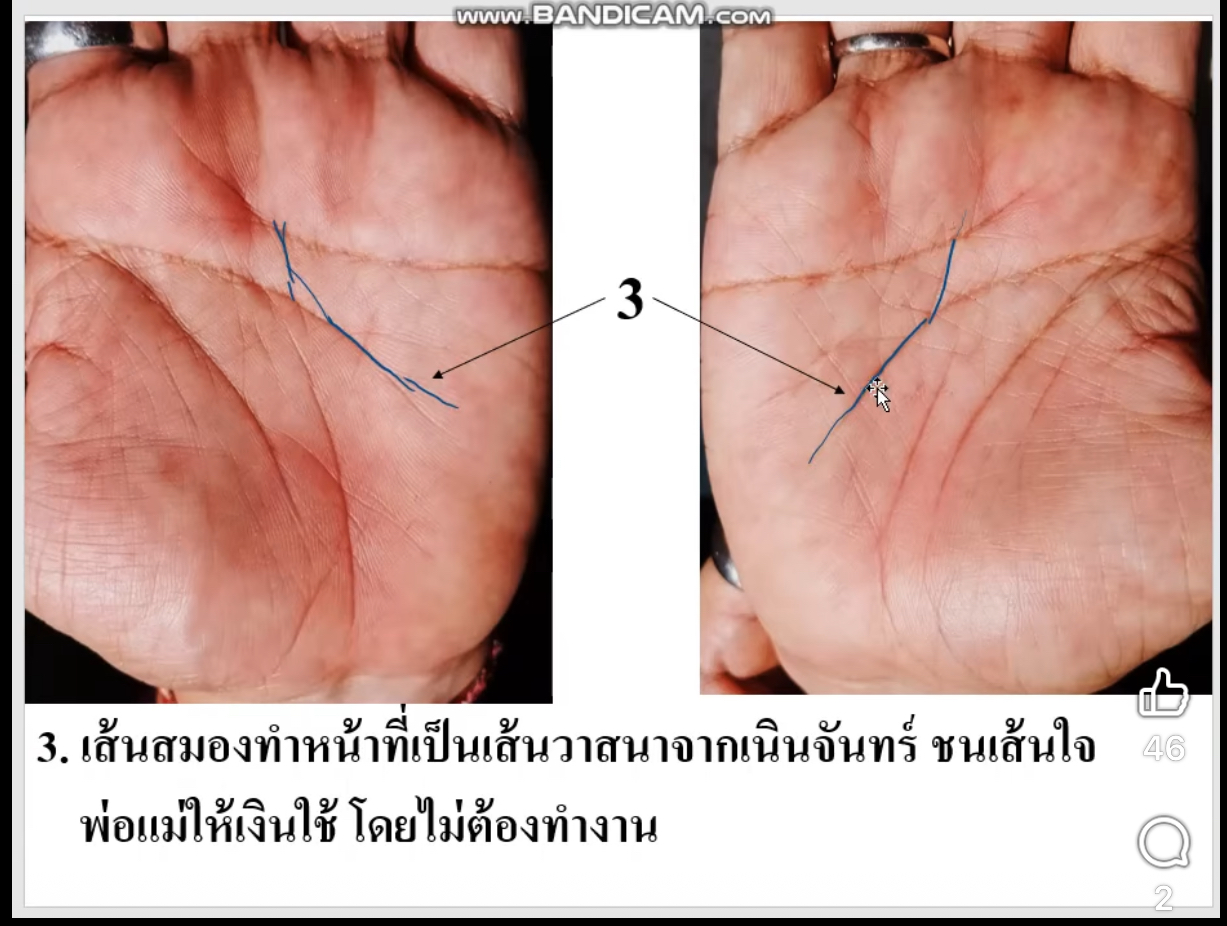 www.BANDICAM.com
3
3. เส้นสมองทำหน้าที่เป็นเส้นวาสนาจากเนินจันทร์ ชนเส้นใจ
พ่อแม่ให้เงินใช้ โดยไม่ต้องทำงาน
46
2